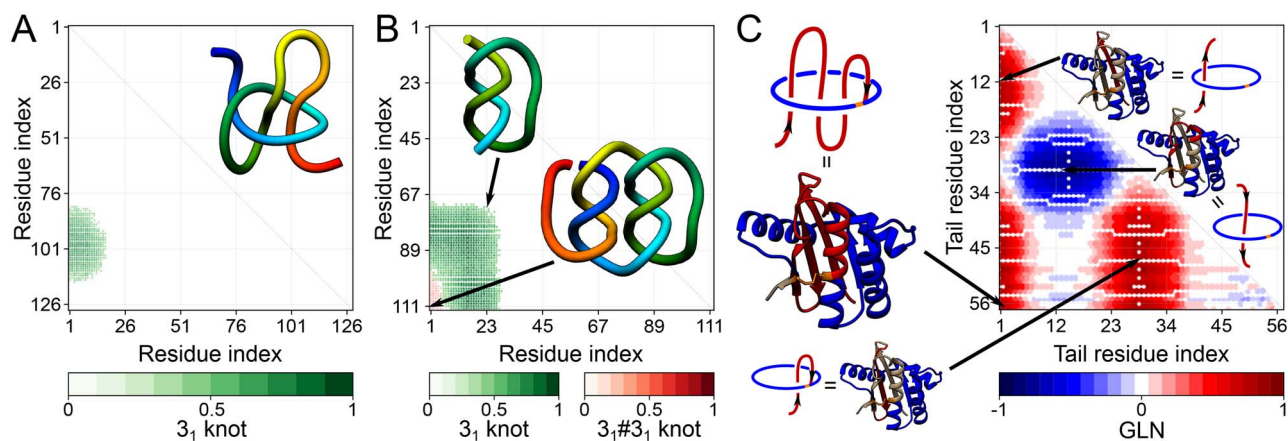 A
Residue index
1
26
51
76
101
126
1 26 51 76 101 126
Residue index
0 0.5 1
3₁ knot
B
Residue index
1
23
45
67
89
111
1 23 45 67 89 111
Residue index
0 0.5 1
3₁ knot
0 0.5 1
3₁#3₁ knot
C
=
=
Tail residue index
1
12
23
34
45
56
=
=
1 12 23 34 45 56
Tail residue index
-1 0 1
GLN